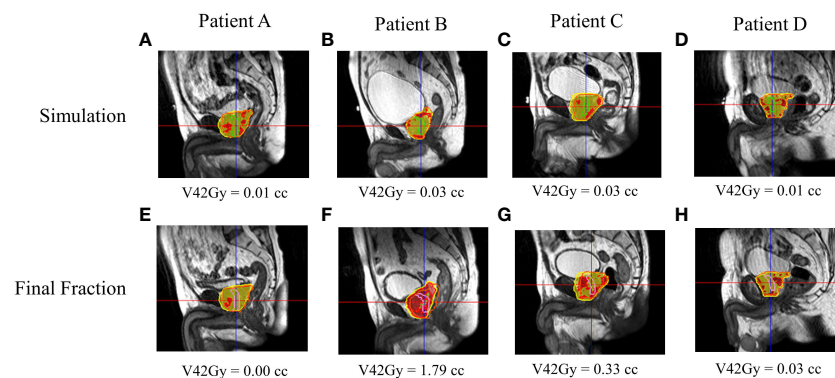 Patient A
Patient B
Patient C
Patient D
A
B
C
D
Simulation
V42Gy = 0.01 cc
V42Gy = 0.03 cc
V42Gy = 0.03 cc
V42Gy = 0.01 cc
E
F
G
H
Final Fraction
V42Gy = 0.00 cc
V42Gy = 1.79 cc
V42Gy = 0.33 cc
V42Gy = 0.03 cc